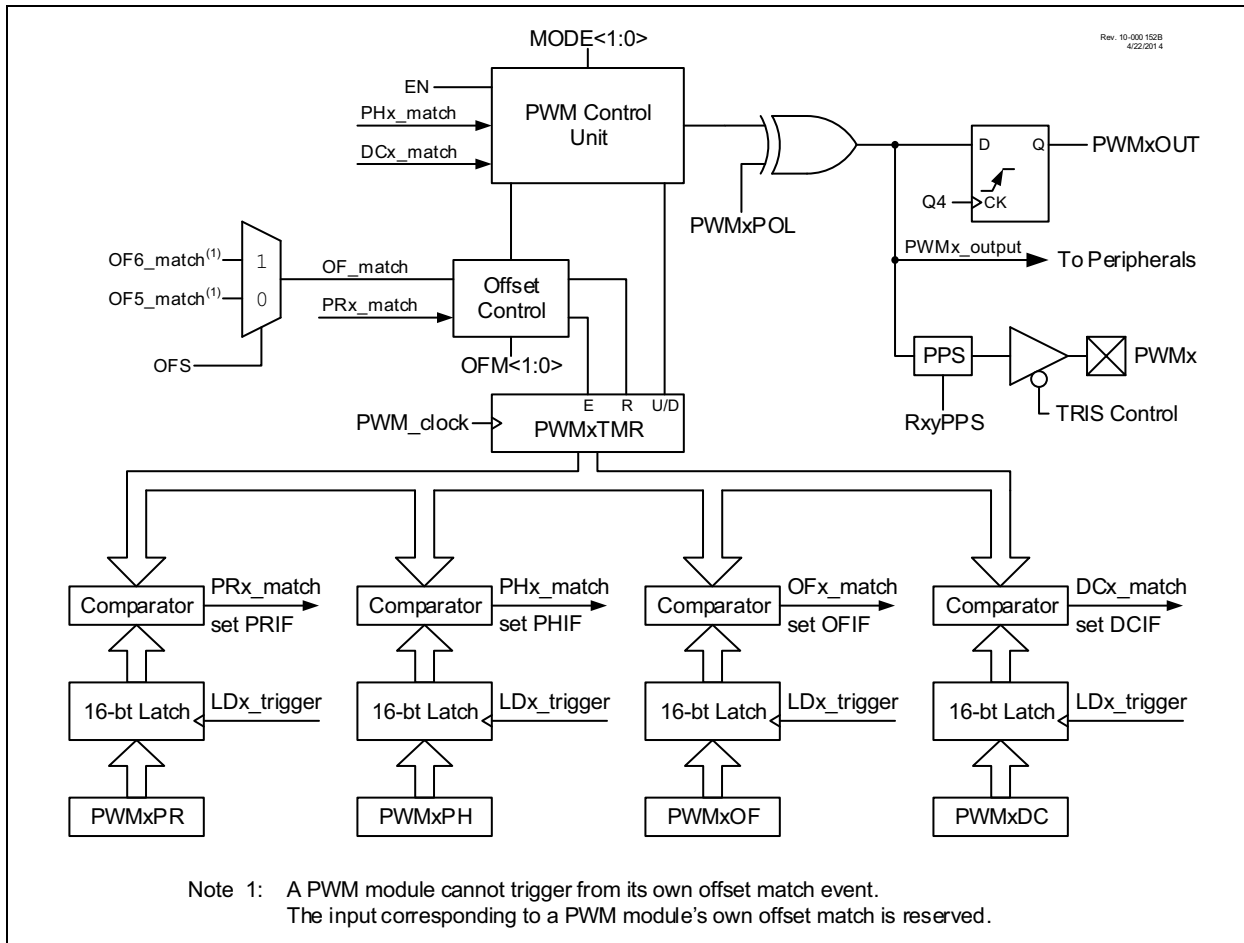 Rev. 10-000 152B
4/22/201 4
MODE<1:0>
EN
PHx_match
DCx_match
PWM Control
Unit
PWMxPOL
D
Q
Q4
CK
PWMxOUT
PWMx_output
To Peripherals
OF6_match(1)
OF5_match(1)
1
0
OFS
OF_match
PRx_match
Offset
Control
OFM<1:0>
PPS
RxyPPS
PWMx
TRIS Control
E
R
U/D
PWM_clock
PWMxTMR
Comparator
PRx_match
set PRIF
Comparator
PHx_match
set PHIF
Comparator
OFx_match
set OFIF
Comparator
DCx_match
set DCIF
16-bt Latch
LDx_trigger
16-bt Latch
LDx_trigger
16-bt Latch
LDx_trigger
16-bt Latch
LDx_trigger
PWMxPR
PWMxPH
PWMxOF
PWMxDC
Note 1: A PWM module cannot trigger from its own offset match event.
The input corresponding to a PWM module's own offset match is reserved.